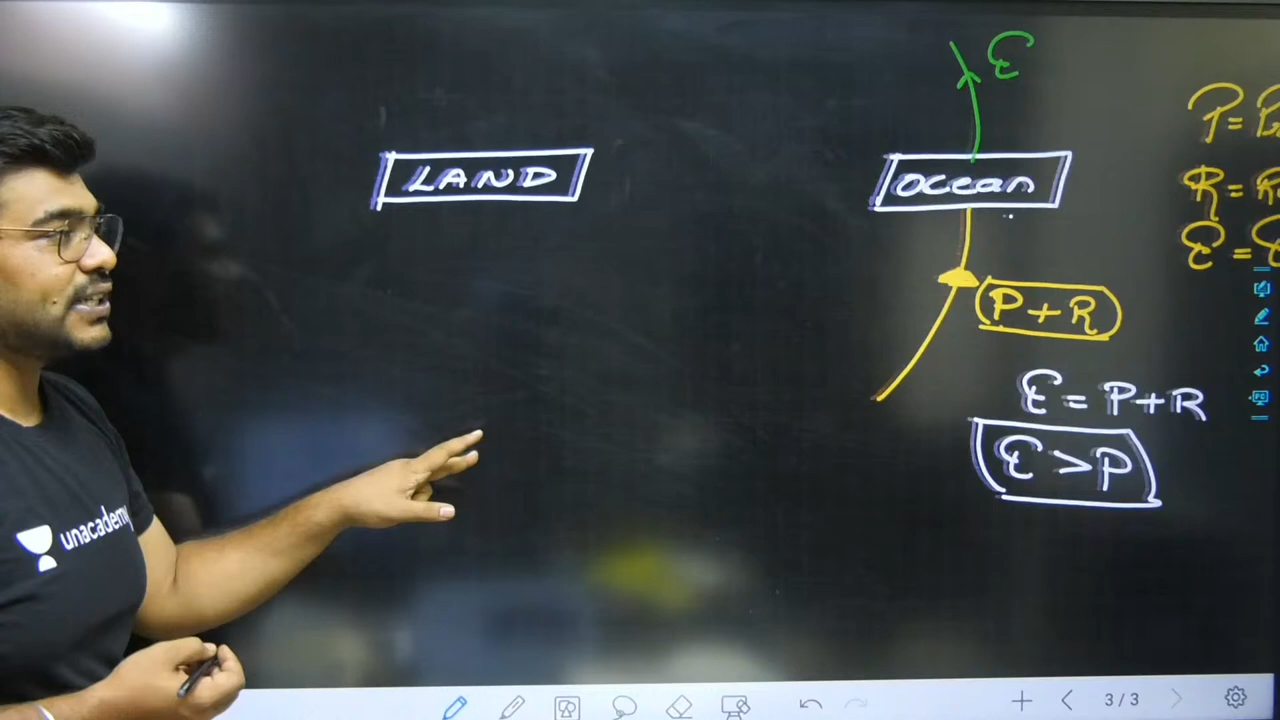 E
P =
LAND
ocean
R = R
E =
P + R
E = P + R
E > P
unacademy
3/3